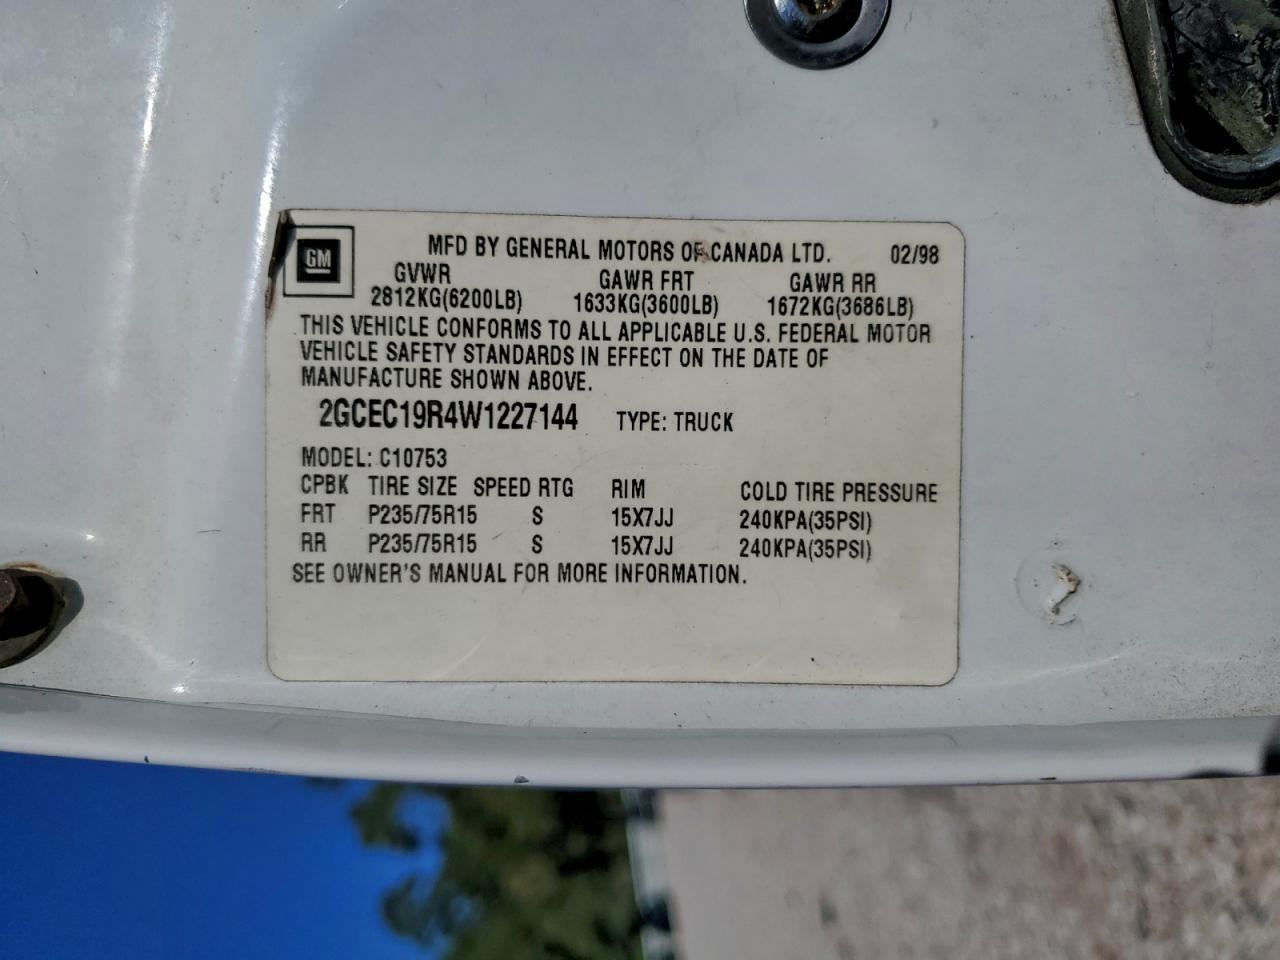 GM
MFD BY GENERAL MOTORS OF CANADA LTD. 02/98
GVWR GAWR FRT GAWR RR
2812KG(6200LB) 1633KG(3600LB) 1672KG(3686LB)
THIS VEHICLE CONFORMS TO ALL APPLICABLE U.S. FEDERAL MOTOR
VEHICLE SAFETY STANDARDS IN EFFECT ON THE DATE OF
MANUFACTURE SHOWN ABOVE.
2GCEC19R4W1227144 TYPE: TRUCK
MODEL: C10753
CPBK TIRE SIZE SPEED RTG RIM COLD TIRE PRESSURE
FRT P235/75R15 S 15X7JJ 240KPA(35PSI)
RR P235/75R15 S 15X7JJ 240KPA(35PSI)
SEE OWNER'S MANUAL FOR MORE INFORMATION.